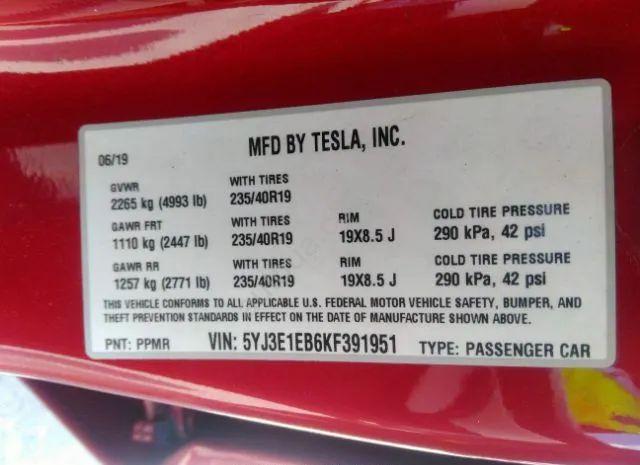 MFD BY TESLA, INC.
06/19
GVWR WITH TIRES
2265 kg (4993 lb) 235/40R19
GAWR FRT WITH TIRES RIM COLD TIRE PRESSURE
1110 kg (2447 lb) 235/40R19 19X8.5 J 290 kPa, 42 psi
GAWR RR WITH TIRES RIM COLD TIRE PRESSURE
1257 kg (2771 lb) 235/40R19 19X8.5 J 290 kPa, 42 psi
THIS VEHICLE CONFORMS TO ALL APPLICABLE U.S. FEDERAL MOTOR VEHICLE SAFETY, BUMPER, AND
THEFT PREVENTION STANDARDS IN EFFECT ON THE DATE OF MANUFACTURE SHOWN ABOVE.
PNT: PPMR VIN: 5YJ3E1EB6KF391951 TYPE: PASSENGER CAR